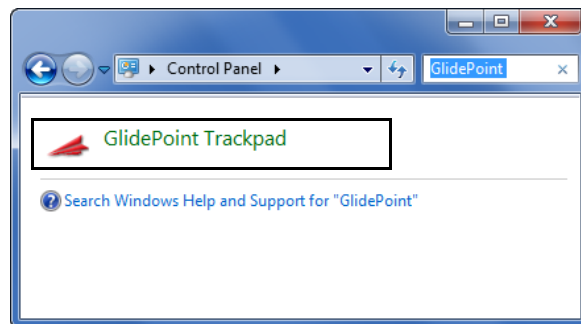 Control Panel
GlidePoint
GlidePoint Trackpad
Search Windows Help and Support for "GlidePoint"